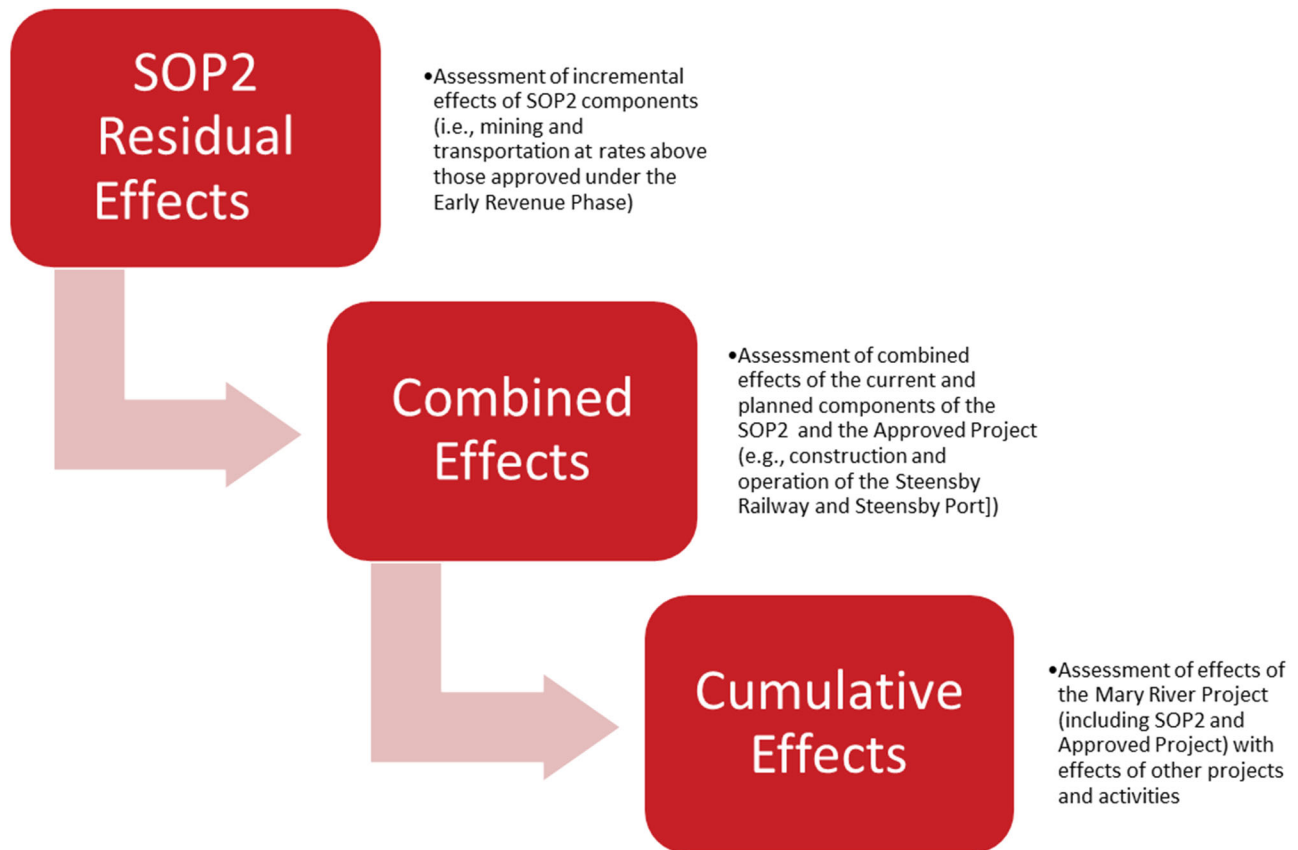 SOP2
Residual
Effects
•Assessment of incremental
effects of SOP2 components
(i.e., mining and
transportation at rates above
those approved under the
Early Revenue Phase)
Combined
Effects
•Assessment of combined
effects of the current and
planned components of the
SOP2 and the Approved Project
(e.g., construction and
operation of the Steensby
Railway and Steensby Port])
Cumulative
Effects
•Assessment of effects of
the Mary River Project
(including SOP2 and
Approved Project) with
effects of other projects
and activities